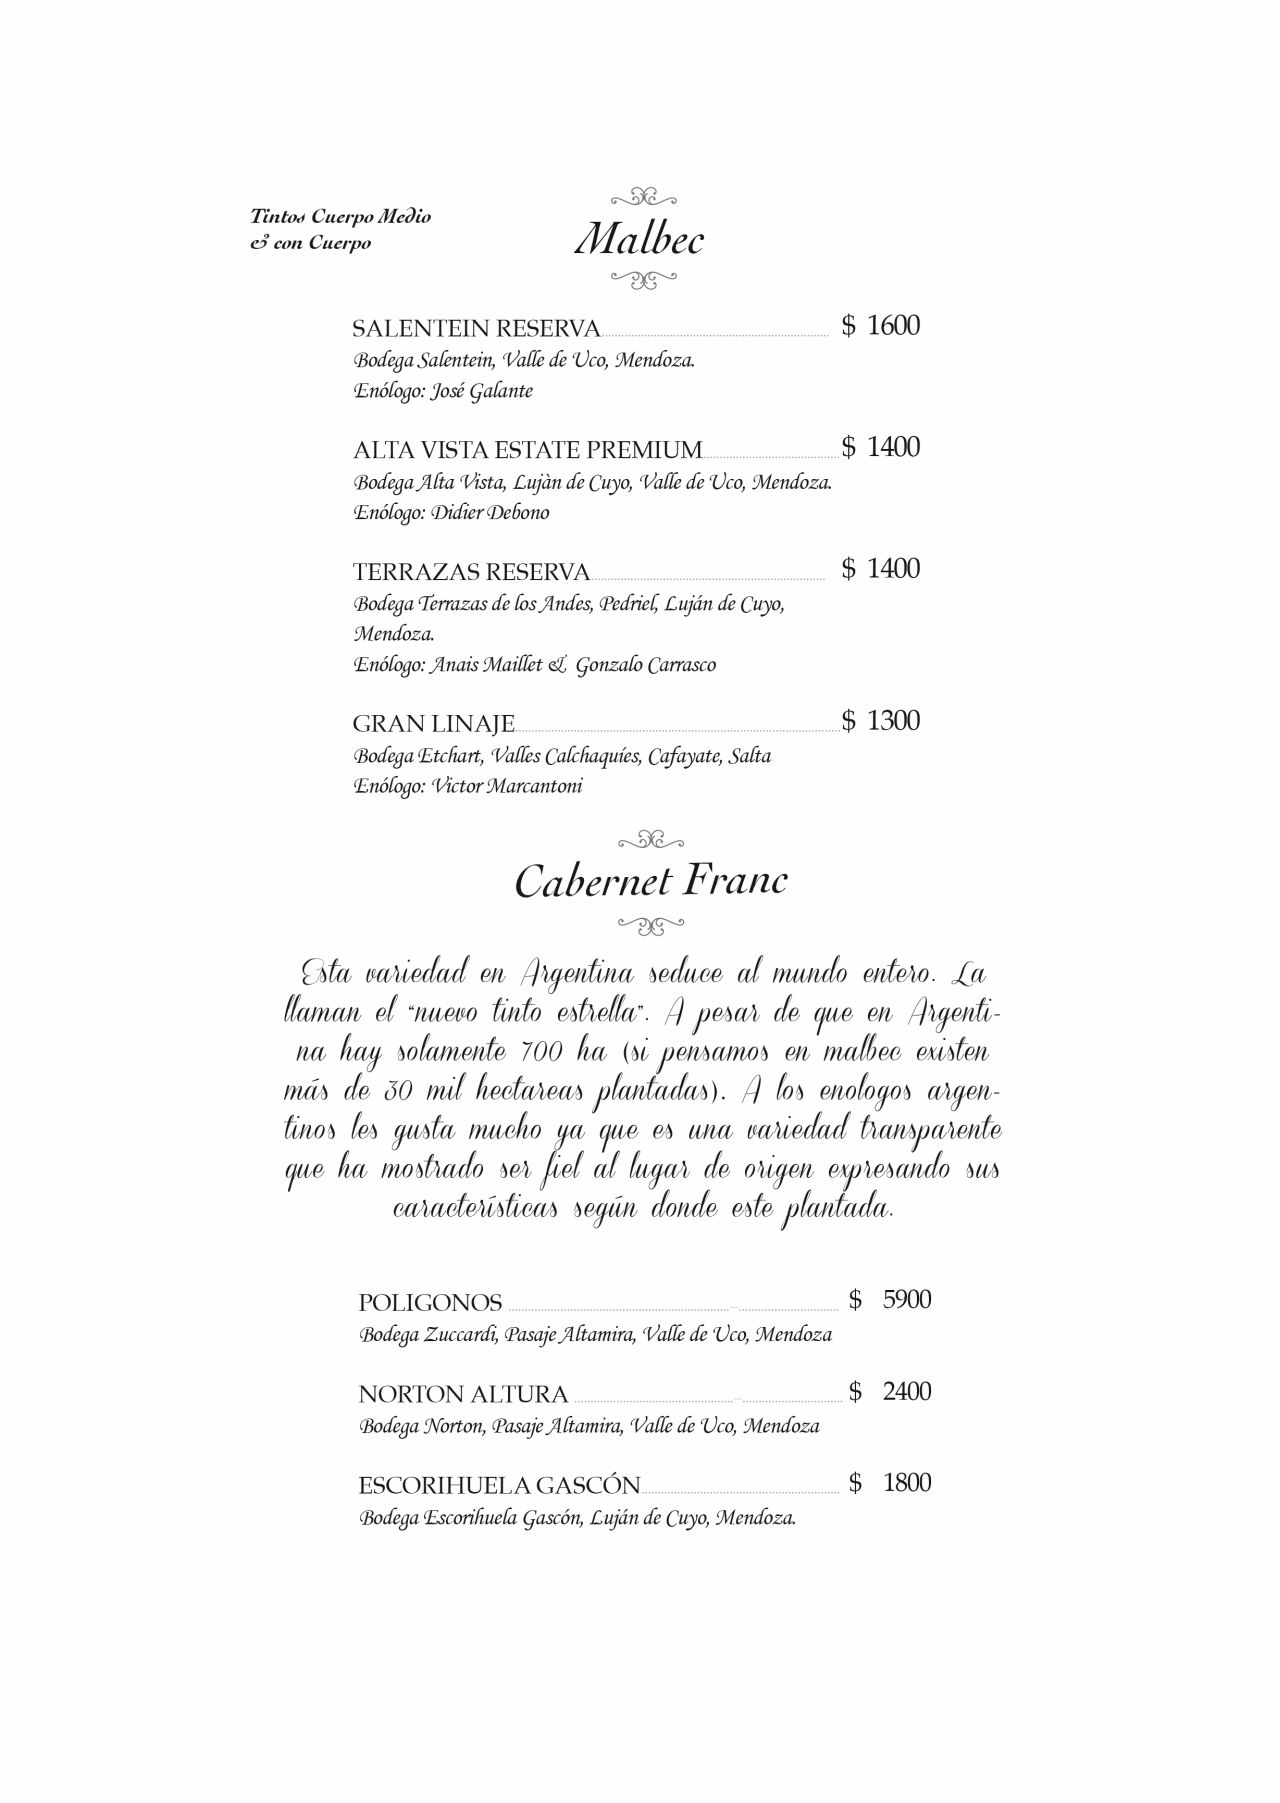 Tintos Cuerpo Medio
& con Cuerpo
Malbec
SALENTEIN RESERVA $ 1600
Bodega Salentein, Valle de Uco, Mendoza.
Enólogo: José Galante
ALTA VISTA ESTATE PREMIUM $ 1400
Bodega Alta Vista, Lujàn de Cuyo, Valle de Uco, Mendoza.
Enólogo: Didier Debono
TERRAZAS RESERVA $ 1400
Bodega Terrazas de los Andes, Pedriel, Luján de Cuyo,
Mendoza.
Enólogo: Anais Maillet & Gonzalo Carrasco
GRAN LINAJE $ 1300
Bodega Etchart, Valles Calchaquíes, Cafayate, Salta
Enólogo: Victor Marcantoni
Cabernet Franc
Esta variedad en Argentina seduce al mundo entero. La
llaman el “nuevo tinto estrella”. A pesar de que en Argenti-
na hay solamente 700 ha (si pensamos en malbec existen
más de 30 mil hectareas plantadas). A los enologos argen-
tinos les gusta mucho ya que es una variedad transparente
que ha mostrado ser fiel al lugar de origen expresando sus
características según donde este plantada.
POLIGONOS $ 5900
Bodega Zuccardi, Pasaje Altamira, Valle de Uco, Mendoza
NORTON ALTURA $ 2400
Bodega Norton, Pasaje Altamira, Valle de Uco, Mendoza
ESCORIHUELA GASCÓN $ 1800
Bodega Escorihuela Gascón, Luján de Cuyo, Mendoza.